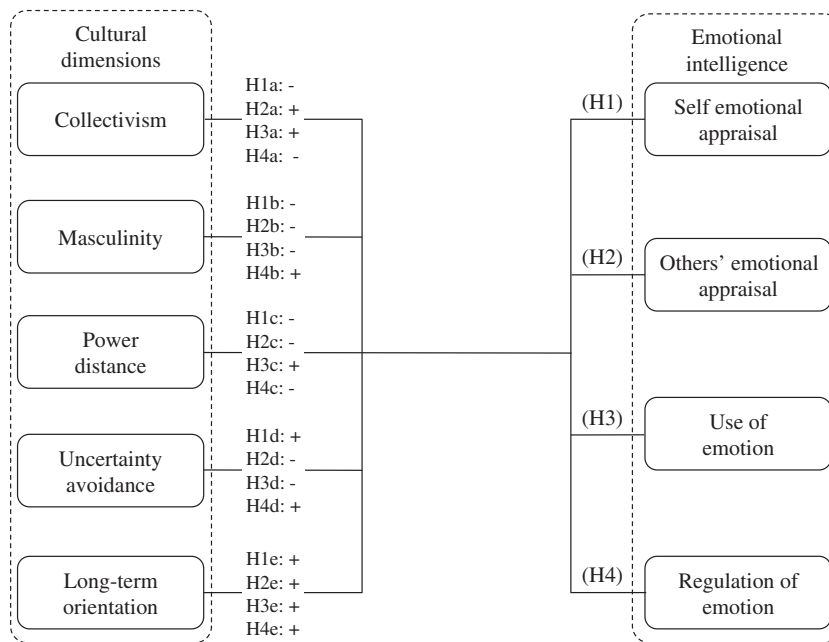 Cultural
dimensions
Collectivism
H1a: -
H2a: +
H3a: +
H4a: -
Masculinity
H1b: -
H2b: -
H3b: -
H4b: +
Power
distance
H1c: -
H2c: -
H3c: +
H4c: -
Uncertainty
avoidance
H1d: +
H2d: -
H3d: -
H4d: +
Long-term
orientation
H1e: +
H2e: +
H3e: +
H4e: +
Emotional
intelligence
(H1)
Self emotional
appraisal
(H2)
Others’ emotional
appraisal
(H3)
Use of
emotion
(H4)
Regulation of
emotion